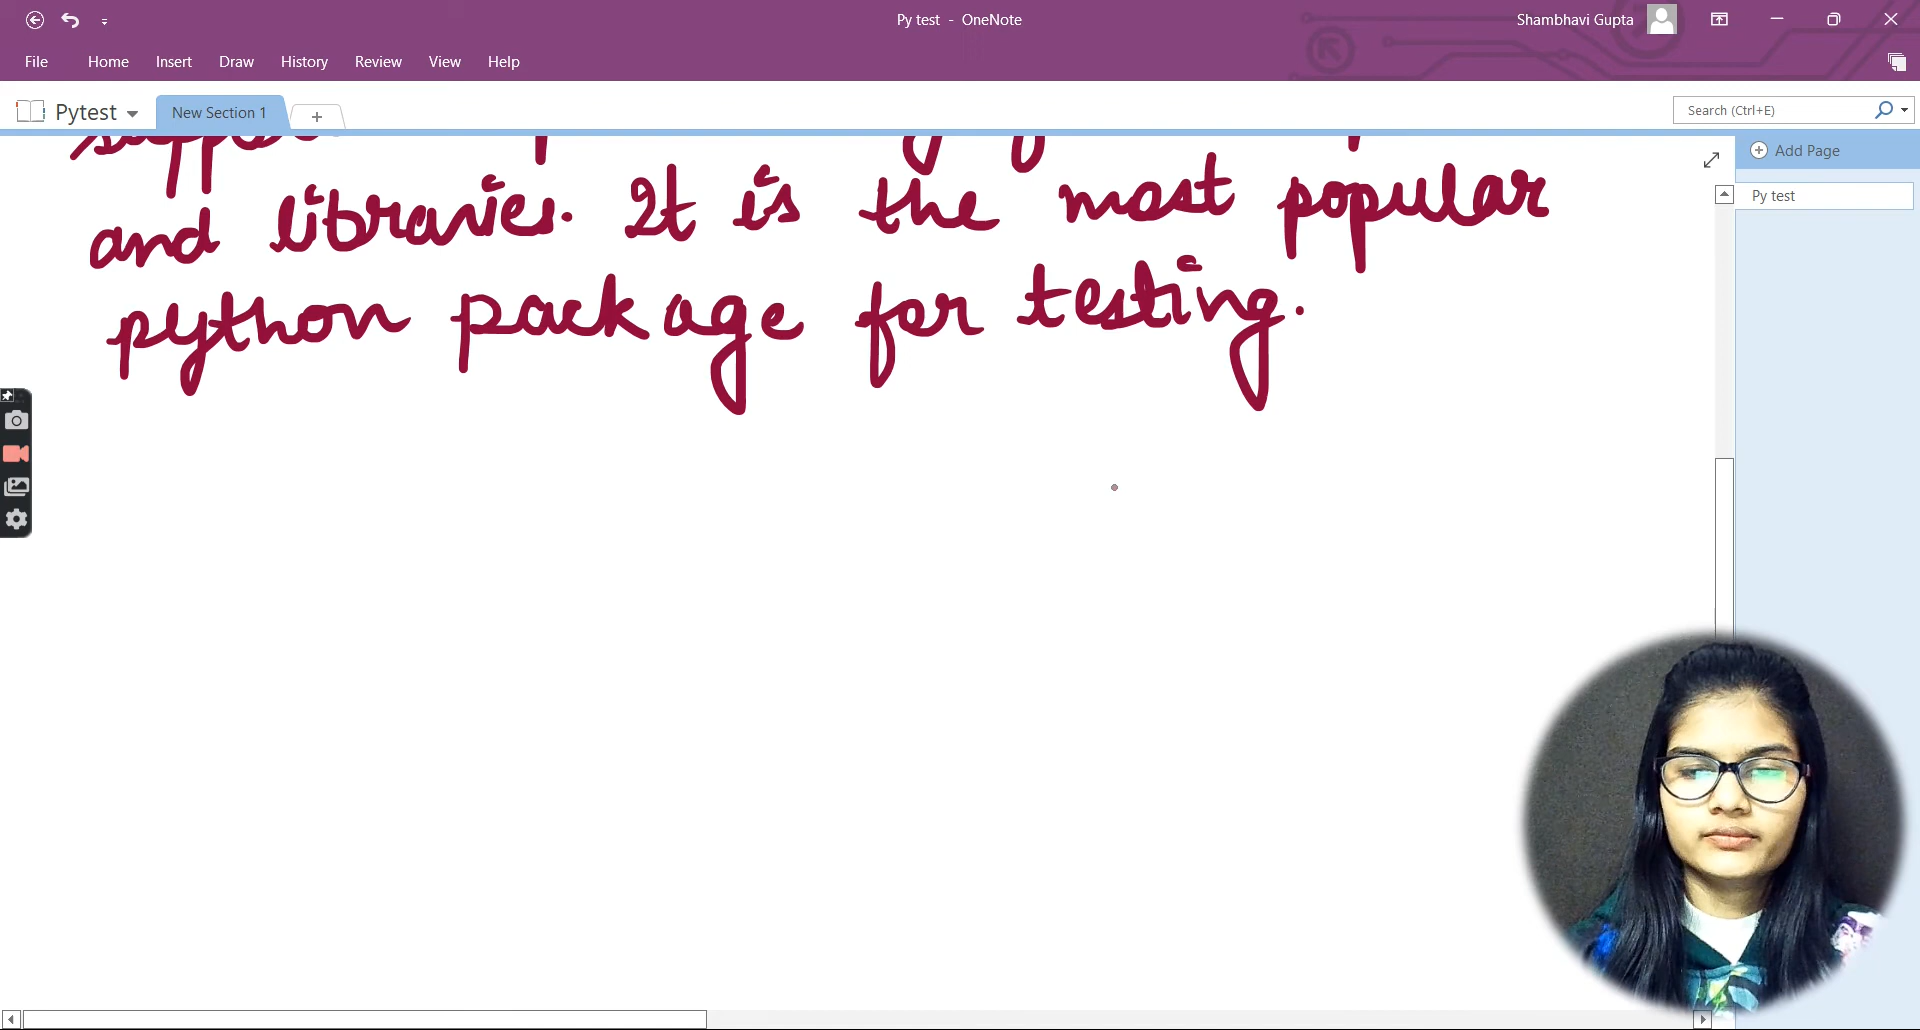 Py test - OneNote
Shambhavi Gupta
File Home Insert Draw History Review View Help
Pytest
New Section 1
Search (Ctrl+E)
Add Page
Py test
and libraries. It is the most popular
python package for testing.